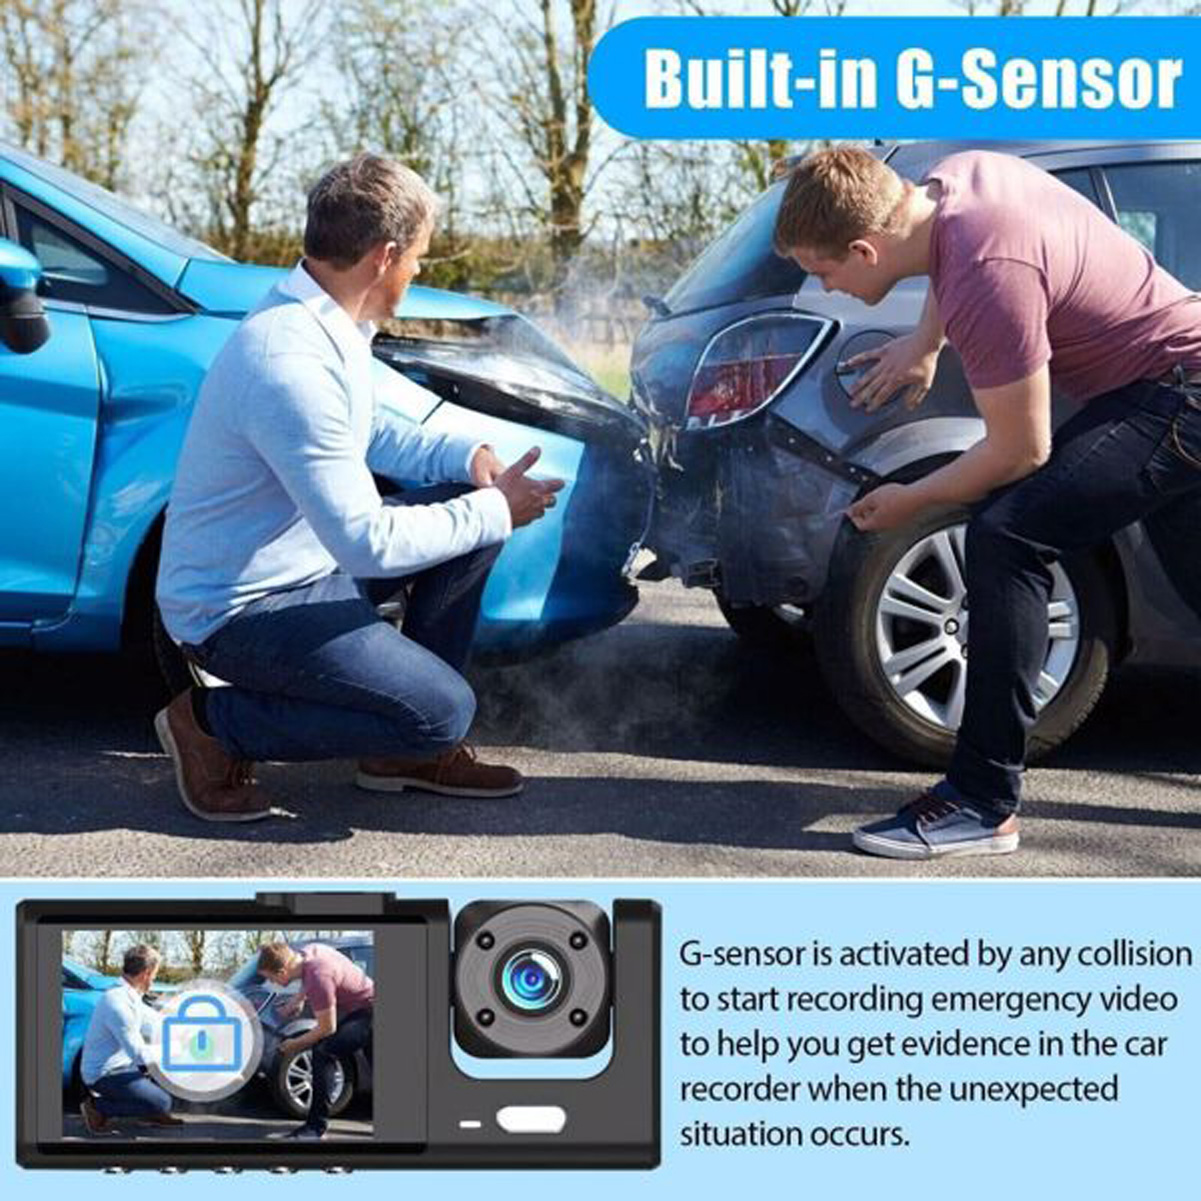 Built-in G-Sensor
G-sensor is activated by any collision
to start recording emergency video
to help you get evidence in the car
recorder when the unexpected
situation occurs.